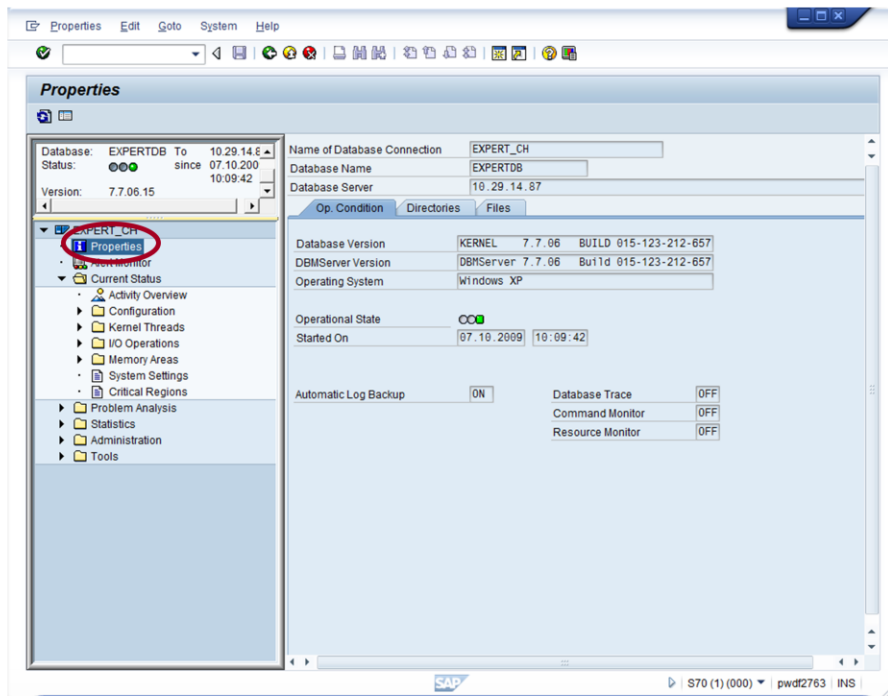 Properties Edit Goto System Help
Properties
Database: EXPERTDB To 10.29.14.8
Status: since 07.10.200
10:09:42
Version: 7.7.06.15
EXPERT_CH
Properties
Alert Monitor
Current Status
Activity Overview
Configuration
Kernel Threads
I/O Operations
Memory Areas
System Settings
Critical Regions
Problem Analysis
Statistics
Administration
Tools
Name of Database Connection EXPERT_CH
Database Name EXPERTDB
Database Server 10.29.14.87
Op. Condition Directories Files
Database Version KERNEL 7.7.06 BUILD 015-123-212-657
DBMServer Version DBMServer 7.7.06 Build 015-123-212-657
Operating System Windows XP
Operational State
Started On 07.10.2009 10:09:42
Automatic Log Backup ON Database Trace OFF
Command Monitor OFF
Resource Monitor OFF
SAP S70 (1) (000) pwdf2763 INS